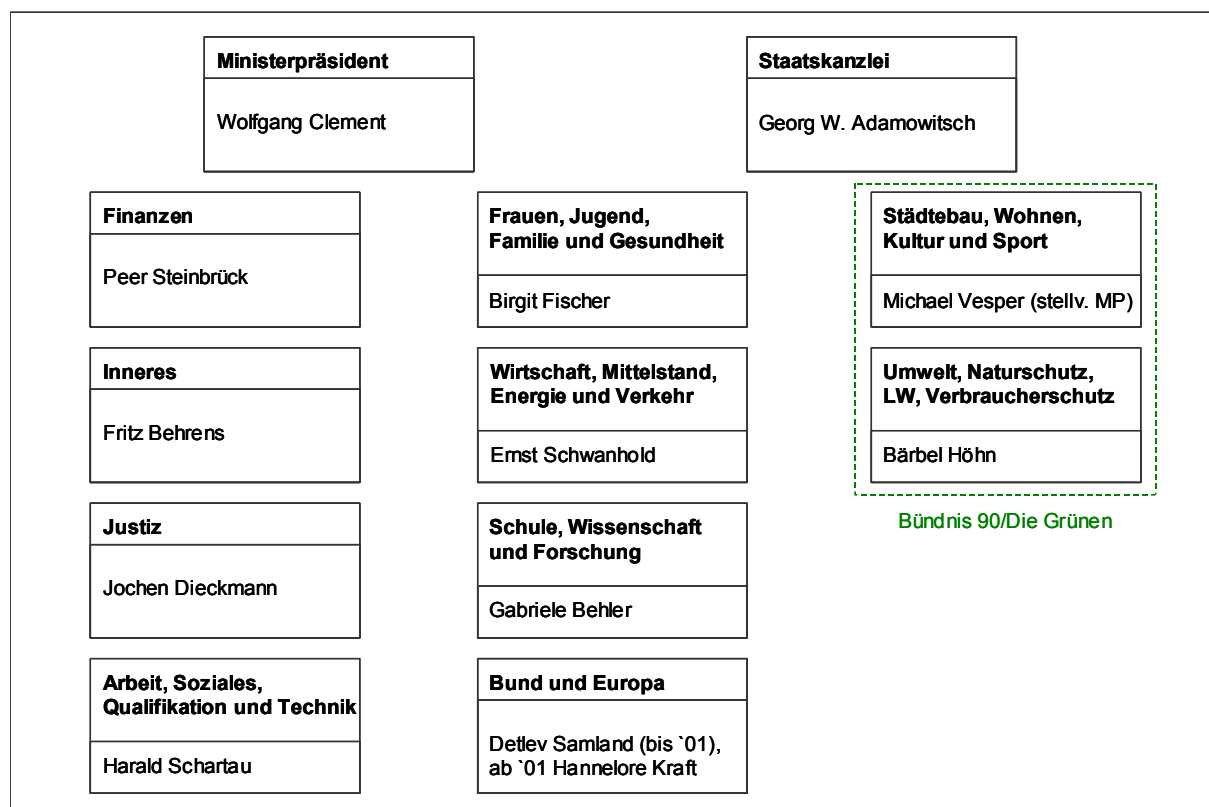 Ministerpräsident
Wolfgang Clement
Staatskanzlei
Georg W. Adamowitsch
Finanzen
Peer Steinbrück
Frauen, Jugend,
Familie und Gesundheit
Birgit Fischer
Städtebau, Wohnen,
Kultur und Sport
Michael Vesper (stellv. MP)
Inneres
Fritz Behrens
Wirtschaft, Mittelstand,
Energie und Verkehr
Ernst Schwanhold
Umwelt, Naturschutz,
LW, Verbraucherschutz
Bärbel Höhn
Bündnis 90/Die Grünen
Justiz
Jochen Dieckmann
Schule, Wissenschaft
und Forschung
Gabriele Behler
Arbeit, Soziales,
Qualifikation und Technik
Harald Schartau
Bund und Europa
Detlev Samland (bis `01),
ab `01 Hannelore Kraft